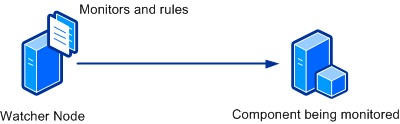 Monitors and rules
Watcher Node
Component being monitored